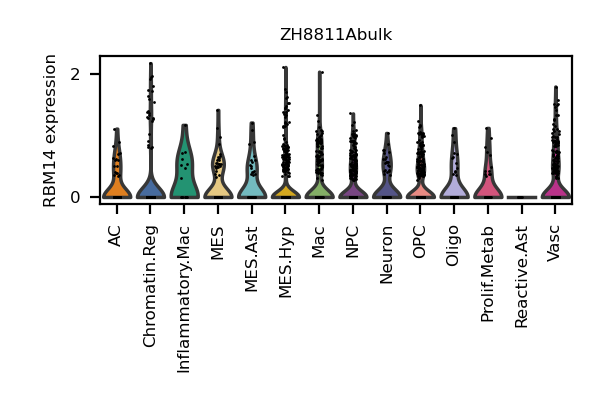 ZH8811Abulk
RBM14 expression
2
0
AC
Chromatin.Reg
Inflammatory.Mac
MES
MES.Ast
MES.Hyp
Mac
NPC
Neuron
OPC
Oligo
Prolif.Metab
Reactive.Ast
Vasc